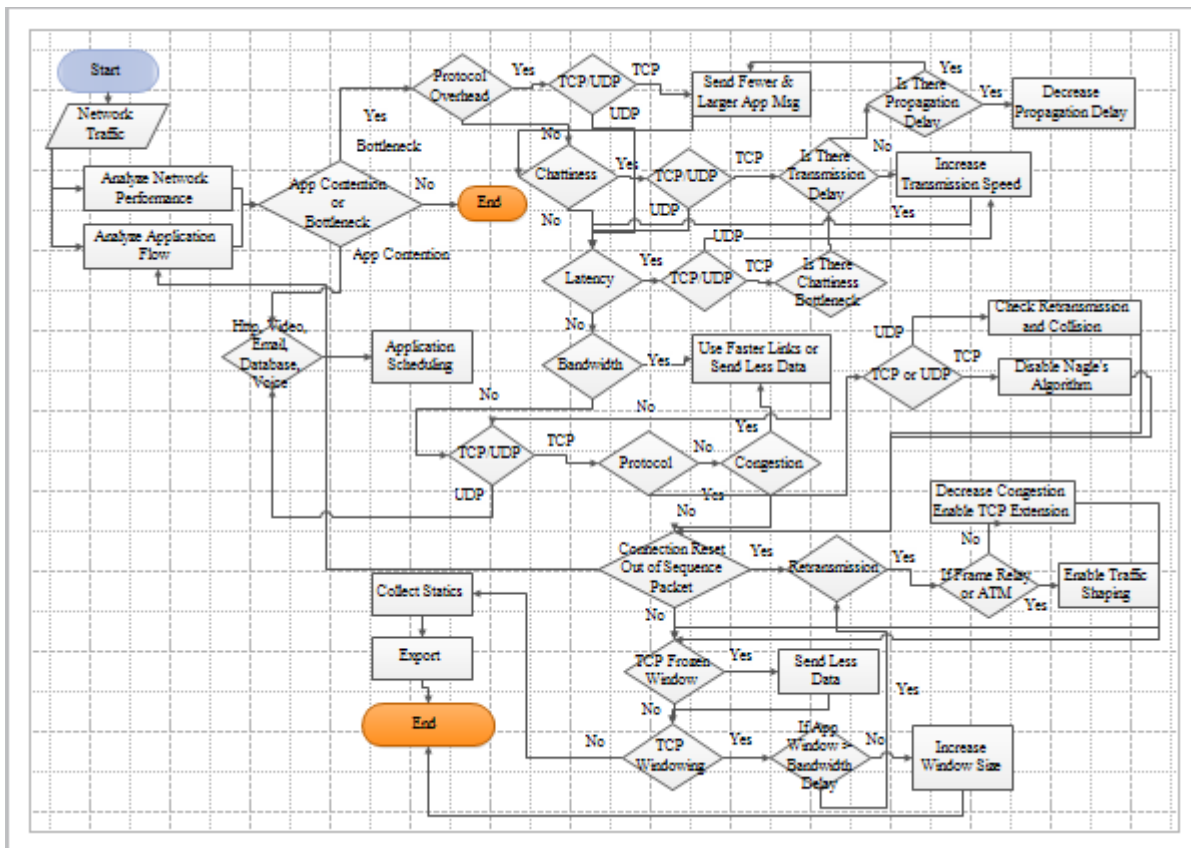 Start
Network
Traffic
Analyze Network
Performance
Analyze Application
Flow
App Contention
or
Bottleneck
Yes
Bottleneck
No
End
App Contention
Protocol
Overhead
Yes
TCP/UDP
TCP
UDP
Send Fewer &
Larger App Msg
Yes
Is There
Propagation
Delay
Yes
Decrease
Propagation Delay
No
Chattiness
Yes
TCP/UDP
TCP
UDP
Is There
Transmission
Delay
No
Increase
Transmission Speed
Yes
No
Latency
Yes
TCP/UDP
UDP
TCP
Is There
Chattiness
Bottleneck
No
Bandwidth
Yes
Use Faster Links or
Send Less Data
No
No
Yes
Http, Video,
Email,
Database,
Voice
Application
Scheduling
TCP or UDP
UDP
Check Retransmission
and Collision
TCP
Disable Nagle's
Algorithm
TCP/UDP
TCP
UDP
Protocol
No
Yes
Congestion
No
Connection Reset
Out of Sequence
Packet
Yes
Retransmission
Yes
If Frame Relay
or ATM
No
Decrease Congestion
Enable TCP Extension
Yes
Enable Traffic
Shaping
No
Collect Statics
Export
End
TCP Frozen
Window
Yes
Send Less
Data
No
TCP
Windowing
No
Yes
If App
Window >=
Bandwidth
Delay
Yes
No
Increase
Window Size